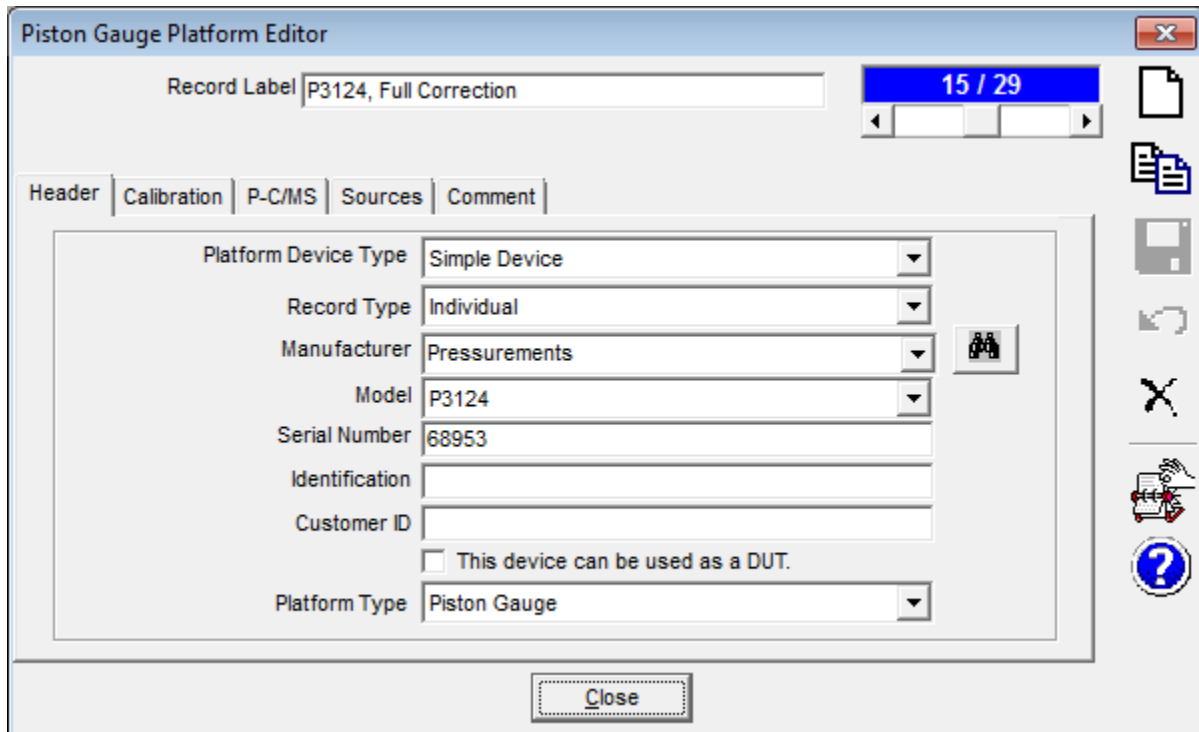 Piston Gauge Platform Editor
Record Label P3124, Full Correction
15 / 29
Header Calibration P-C/MS Sources Comment
Platform Device Type Simple Device
Record Type Individual
Manufacturer Pressurements
Model P3124
Serial Number 68953
Identification
Customer ID
This device can be used as a DUT.
Platform Type Piston Gauge
Close